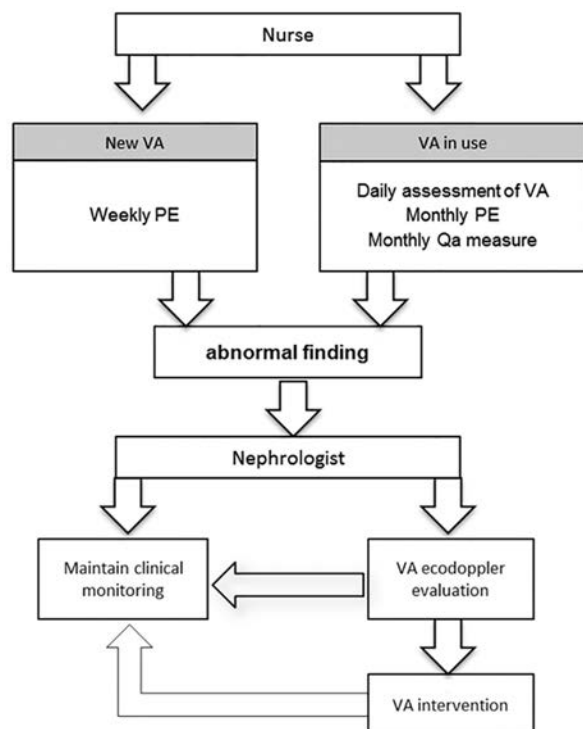 Nurse
New VA
Weekly PE
VA in use
Daily assessment of VA
Monthly PE
Monthly Qa measure
abnormal finding
Nephrologist
Maintain clinical
monitoring
VA ecodoppler
evaluation
VA intervention